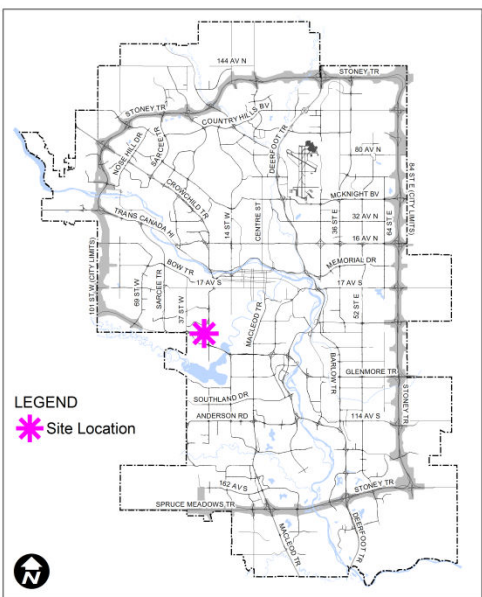 144 AV N
STONEY TR
STONEY TR
COUNTRY HILLS BV
NOSE HILL DR
SARCEE TR
DEERFOOT TR
80 AV N
84 ST E (CITY LIMITS)
CROWCHILD TR
MCKNIGHT BV
TRANS CANADA HI
14 ST W
CENTRE ST
36 ST E
32 AV N
64 ST E
16 AV N
101 ST W (CITY LIMITS)
BOW TR
MEMORIAL DR
69 ST W
SARCEE TR
37 ST W
17 AV S
17 AV S
MACLEOD TR
52 ST E
BARLOW TR
GLENMORE TR
STONEY TR
LEGEND
Site Location
SOUTHLAND DR
ANDERSON RD
114 AV S
162 AV S
STONEY TR
SPRUCE MEADOWS TR
MACLEOD TR
DEERFOOT TR
N